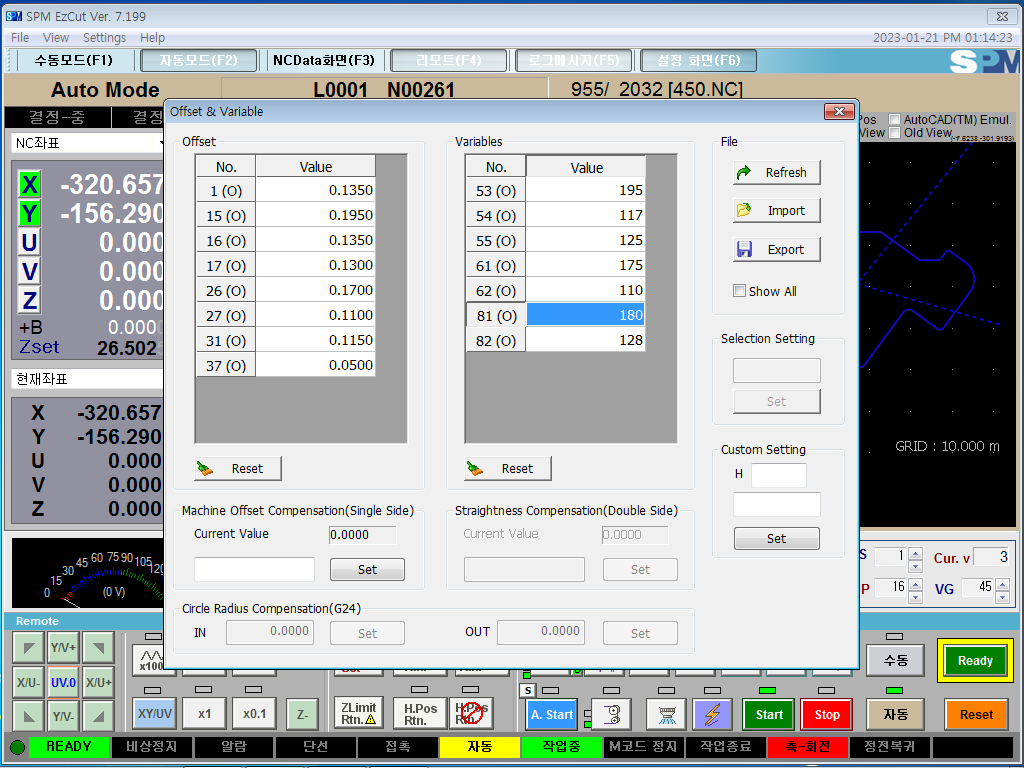 SPM EzCut Ver. 7.199
File View Settings Help
2023-01-21 PM 01:14:23
수동모드(F1) 자동모드(F2) NCData화면(F3) 리모트(F4) 로그메시지(F5) 설정 화면(F6) SPM
Auto Mode L0001 N00261 955/ 2032 [450.NC]
결정-중 결정
NC좌표
X -320.657
Y -156.290
U 0.000
V 0.000
Z 0.000
+B 0.000
Zset 26.502
현재좌표
X -320.657
Y -156.290
U 0.000
V 0.000
Z 0.000
Pos AutoCAD(TM) Emul.
View Old View
(-7.6238,-301.9193)
GRID : 10.000 m
Offset & Variable
Offset
No. Value
1 (O) 0.1350
15 (O) 0.1950
16 (O) 0.1350
17 (O) 0.1300
26 (O) 0.1700
27 (O) 0.1100
31 (O) 0.1150
37 (O) 0.0500
Reset
Variables
No. Value
53 (O) 195
54 (O) 117
55 (O) 125
61 (O) 175
62 (O) 110
81 (O) 180
82 (O) 128
Reset
File
Refresh
Import
Export
Show All
Selection Setting
Set
Custom Setting
H
Set
Machine Offset Compensation(Single Side)
Current Value 0.0000
Set
Straightness Compensation(Double Side)
Current Value 0.0000
Set
Circle Radius Compensation(G24)
IN 0.0000 Set OUT 0.0000 Set
0 15 30 45 60 75 90 105 120
(0 V)
S 1 Cur. v 3
P 16 VG 45
Remote
Y/V+
X/U- UV.0 X/U+
Y/V-
x100
수동 Ready
XY/UV x1 x0.1 Z- ZLimit Rtn. H.Pos Rtn. H.Pos Rtn. S A. Start Start Stop 자동 Reset
READY 비상정지 알람 단선 접촉 자동 작업중 M코드 정지 작업종료 축-회전 정전복귀